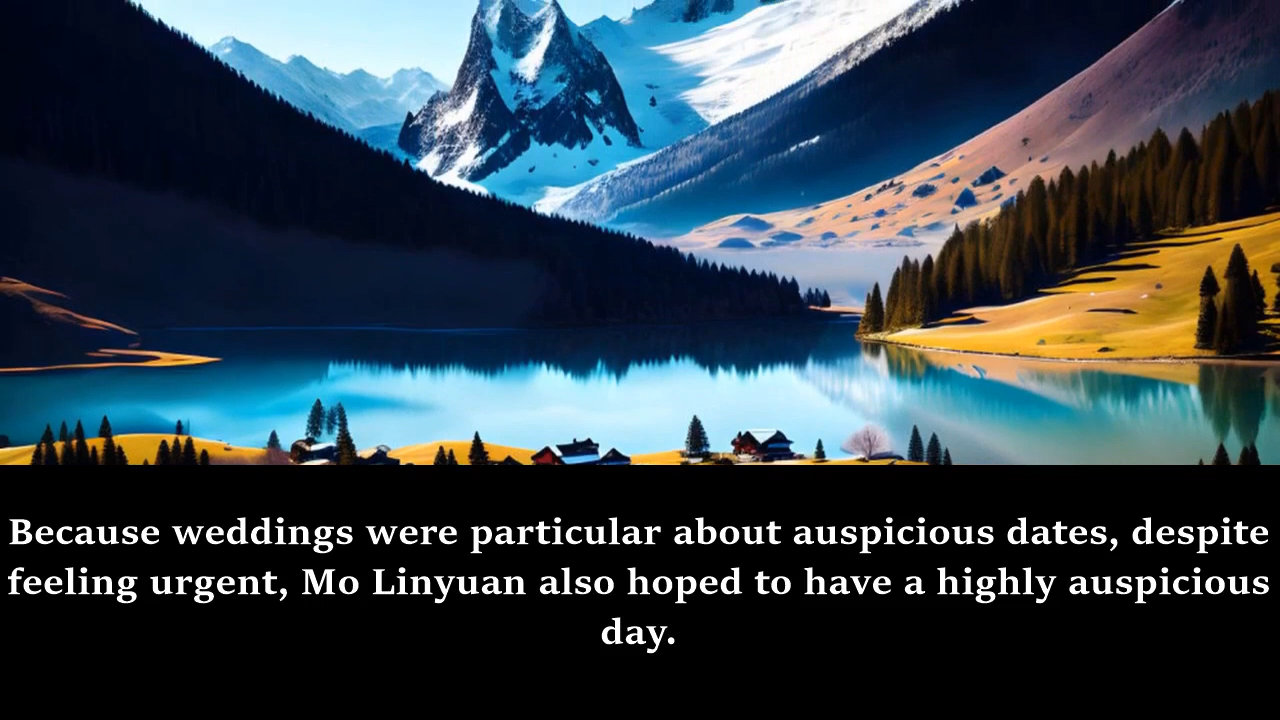 Because weddings were particular about auspicious dates, despite
feeling urgent, Mo Linyuan also hoped to have a highly auspicious
day.